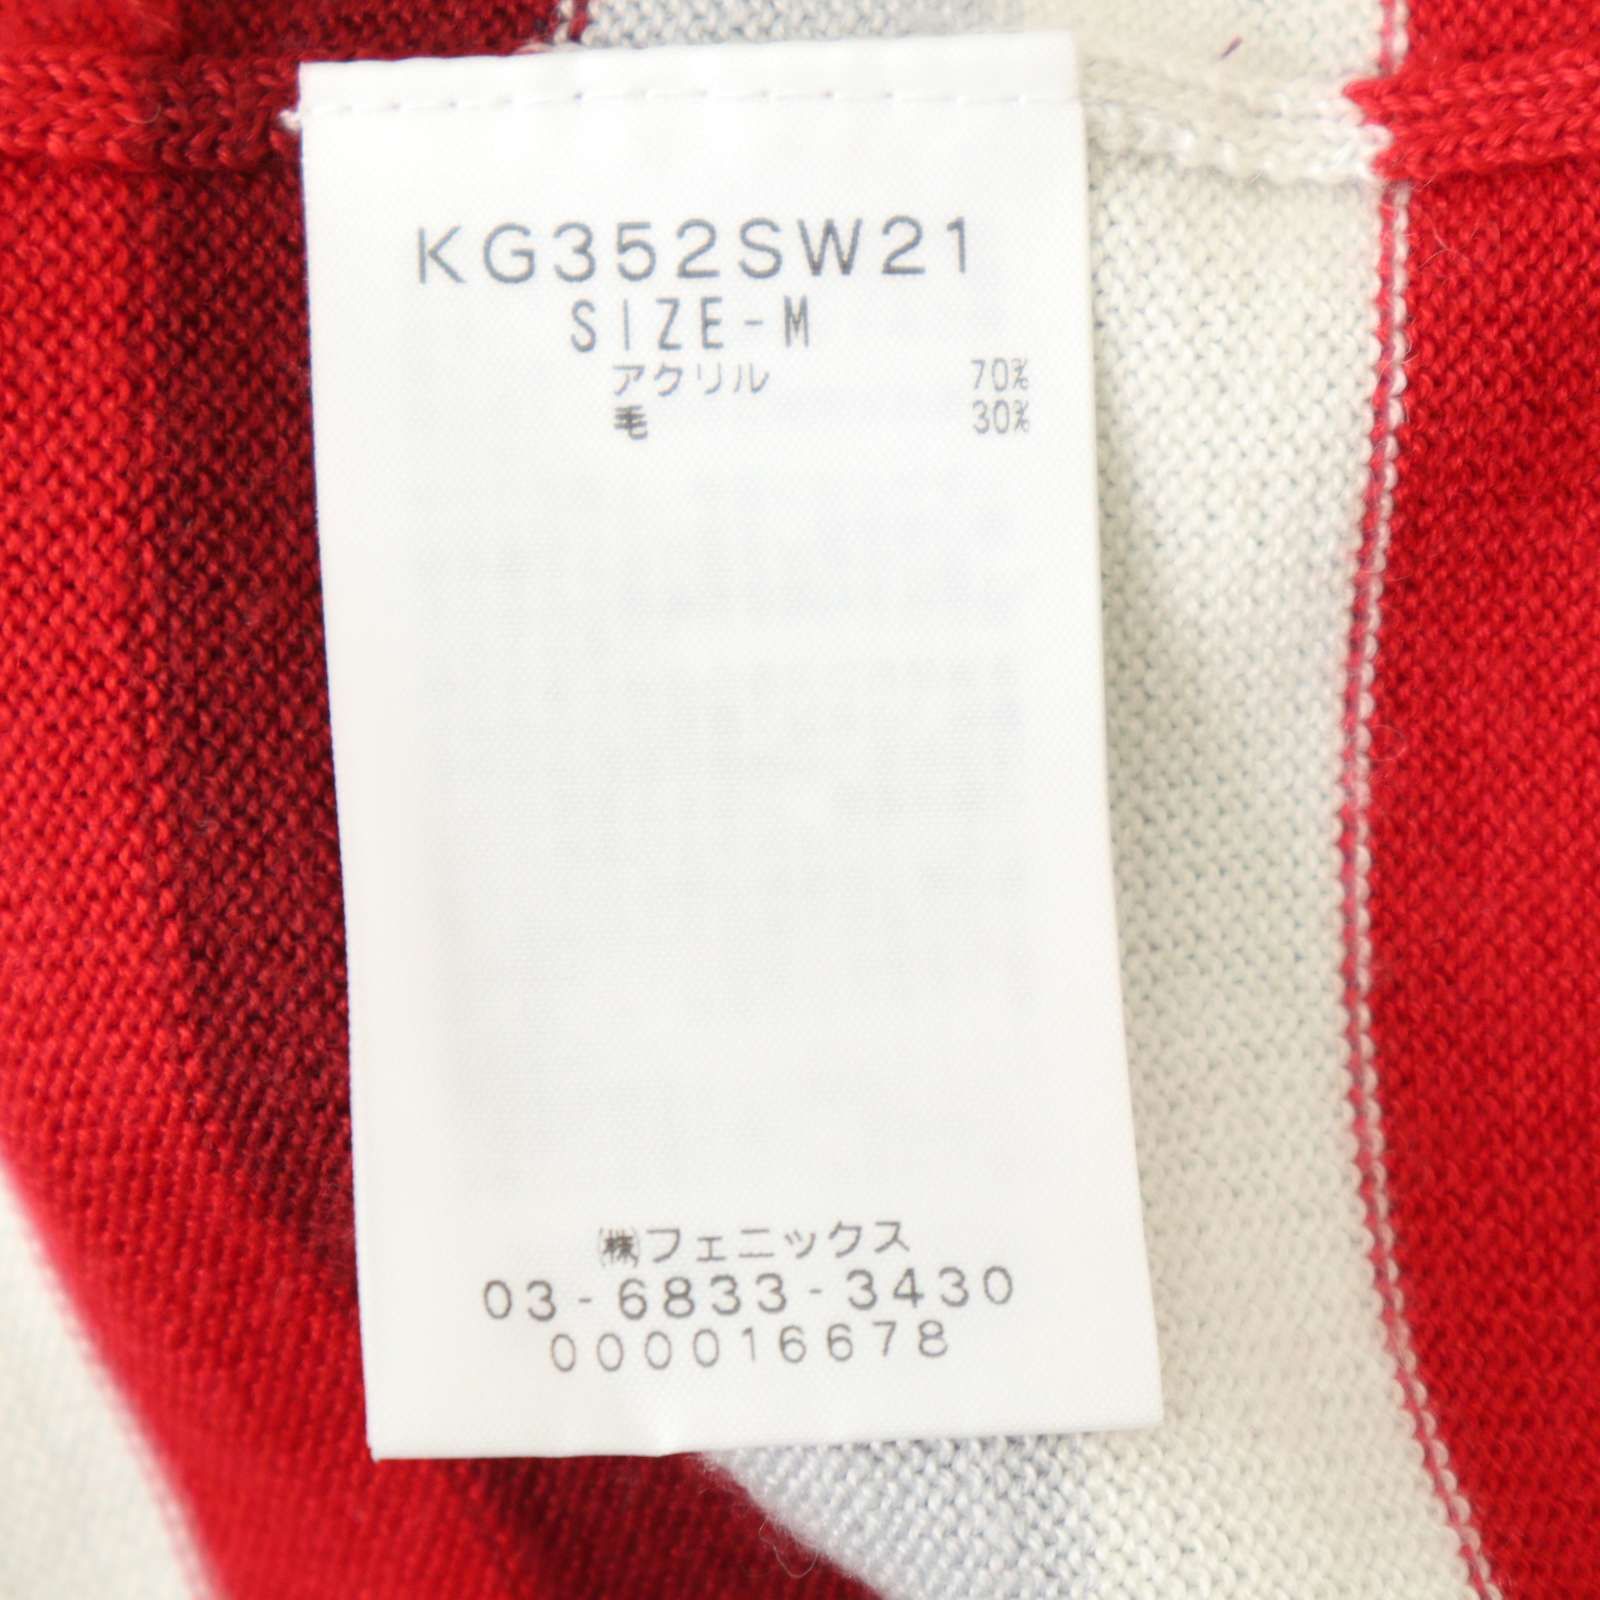 KG352SW21
SIZE-M
アクリル 70%
毛 30%
㈱フェニックス
03-6833-3430
000016678